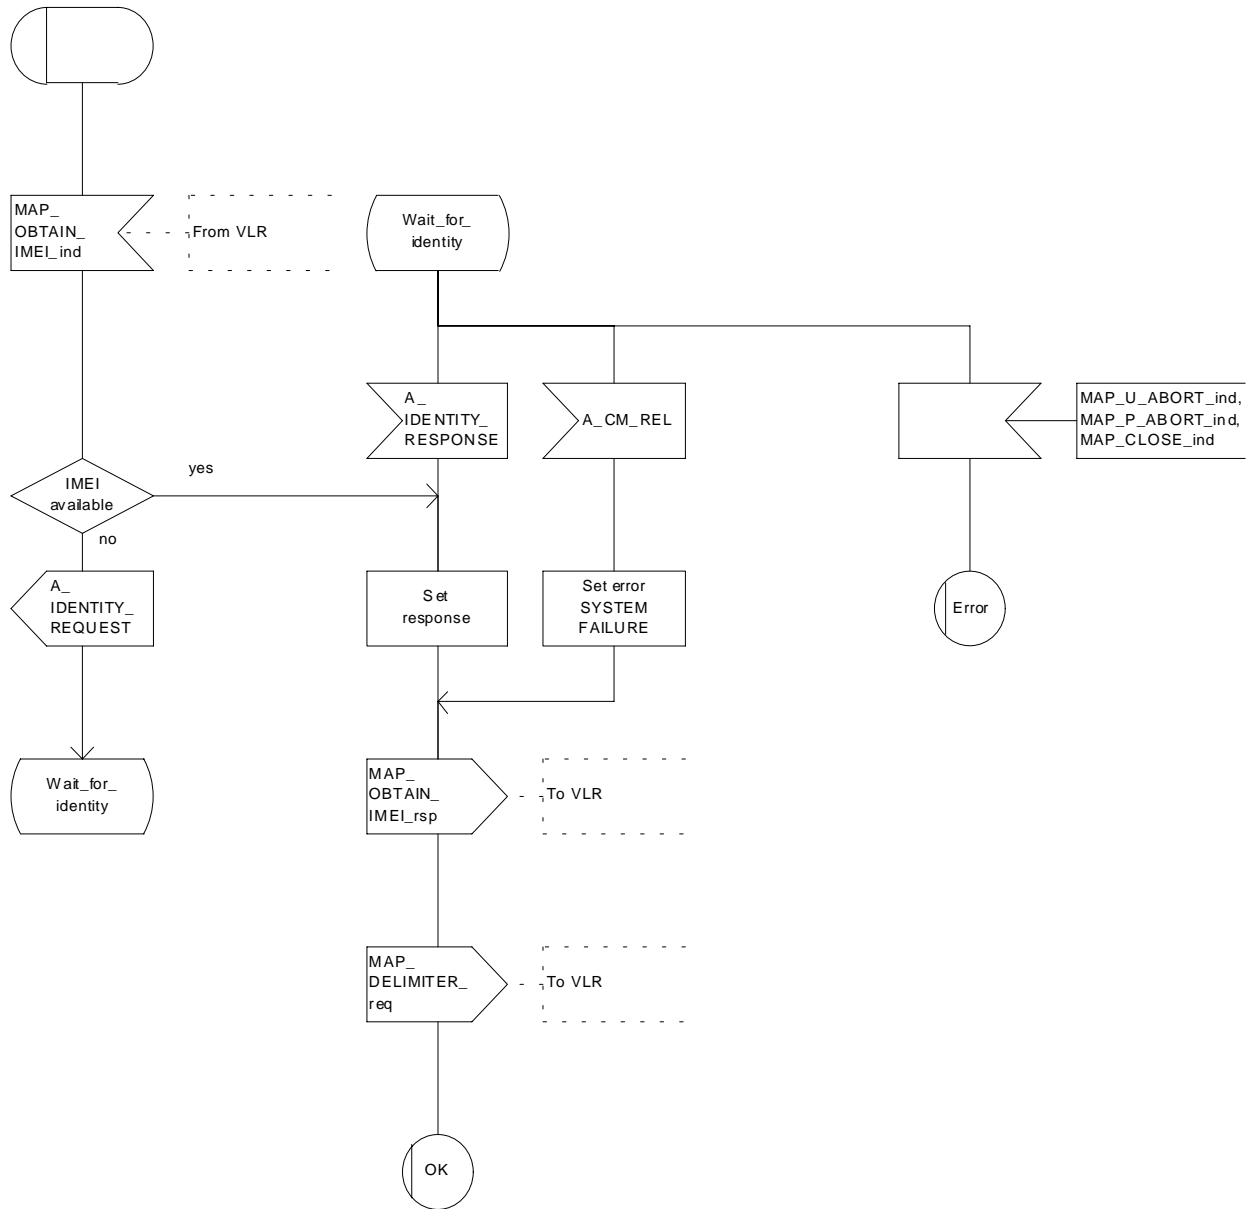 MAP_
OBTAIN_
IMEI_ind
From VLR
Wait_for_
identity
A_
IDENTITY_
RESPONSE
A_CM_REL
MAP_U_ABORT_ind,
MAP_P_ABORT_ind,
MAP_CLOSE_ind
yes
IMEI
available
no
A_
IDENTITY_
REQUEST
Set
response
Set error
SYSTEM
FAILURE
Error
Wait_for_
identity
MAP_
OBTAIN_
IMEI_rsp
To VLR
MAP_
DELIMITER_
req
To VLR
OK